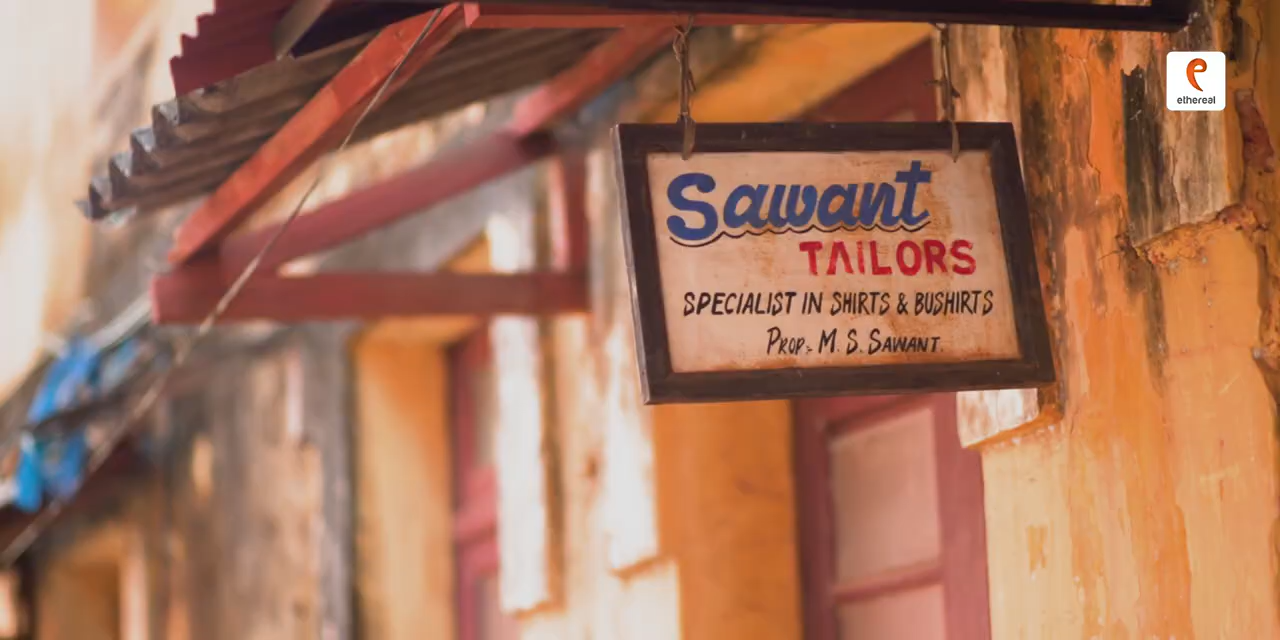 ethereal
Sawant
TAILORS
SPECIALIST IN SHIRTS & BUSHIRTS
PROP:- M. S. SAWANT.